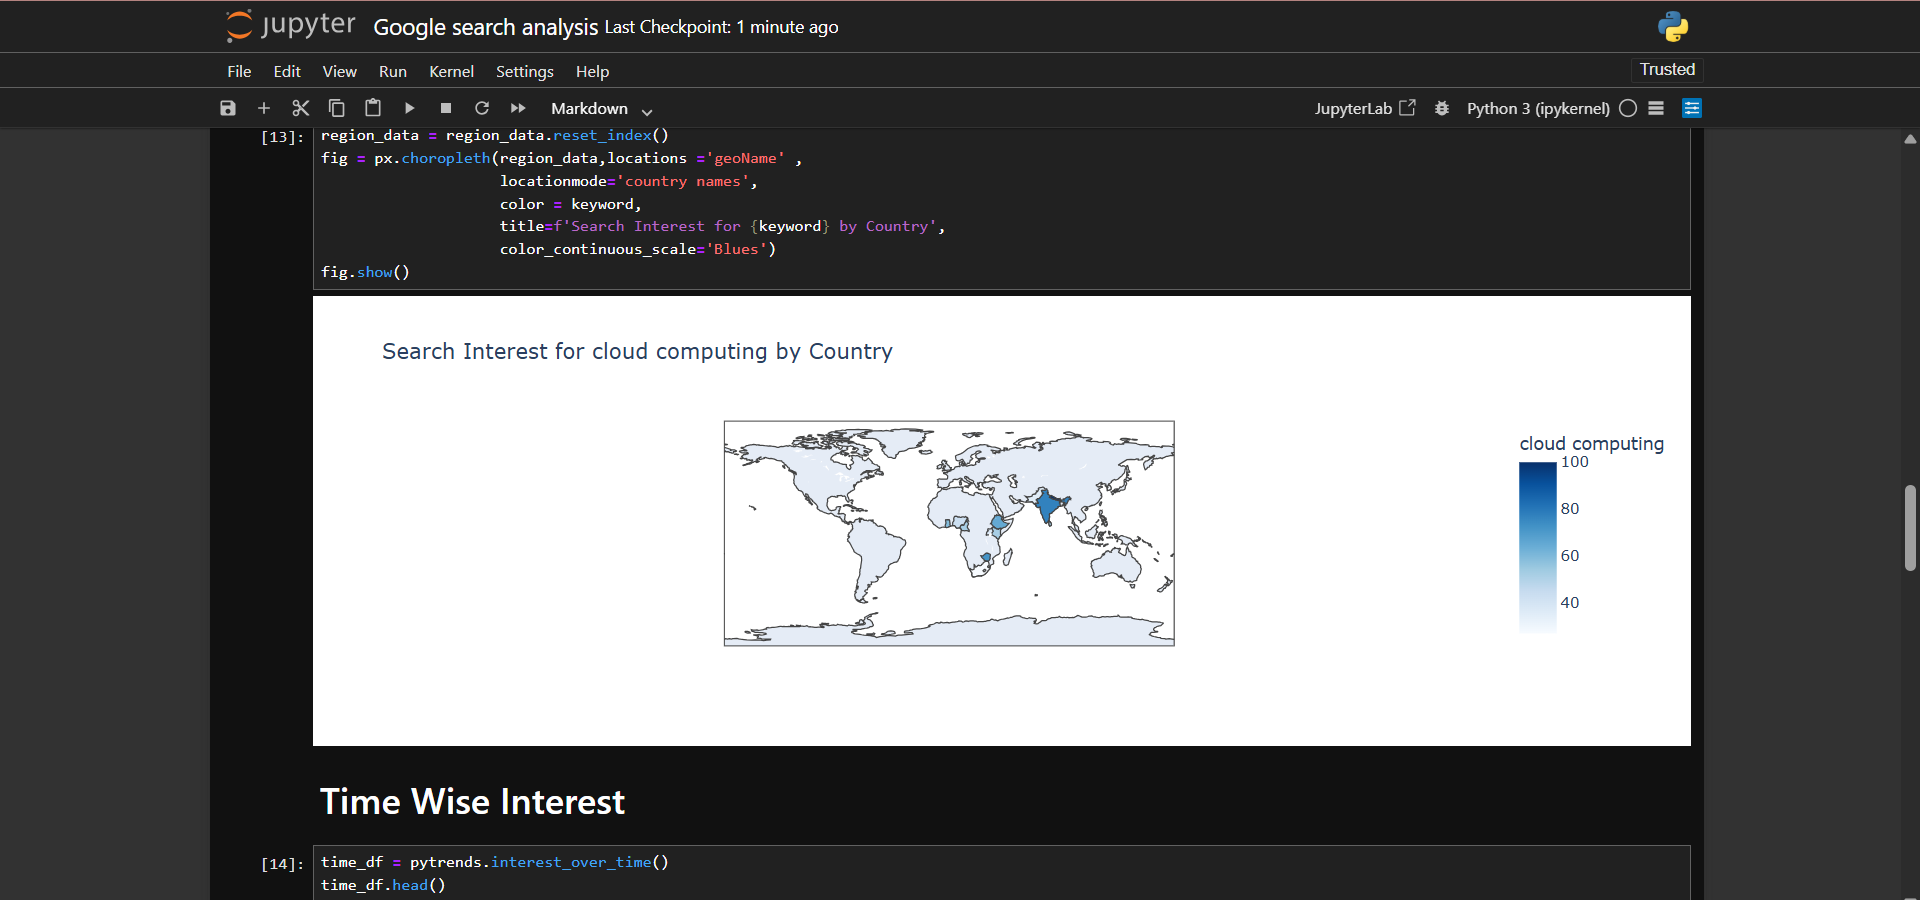 jupyter Google search analysis Last Checkpoint: 1 minute ago
File Edit View Run Kernel Settings Help Trusted
Markdown JupyterLab Python 3 (ipykernel)
[13]: region_data = region_data.reset_index()
fig = px.choropleth(region_data,locations ='geoName' ,
locationmode='country names',
color = keyword,
title=f'Search Interest for {keyword} by Country',
color_continuous_scale='Blues')
fig.show()
Search Interest for cloud computing by Country
cloud computing
100
80
60
40
Time Wise Interest
[14]: time_df = pytrends.interest_over_time()
time_df.head()